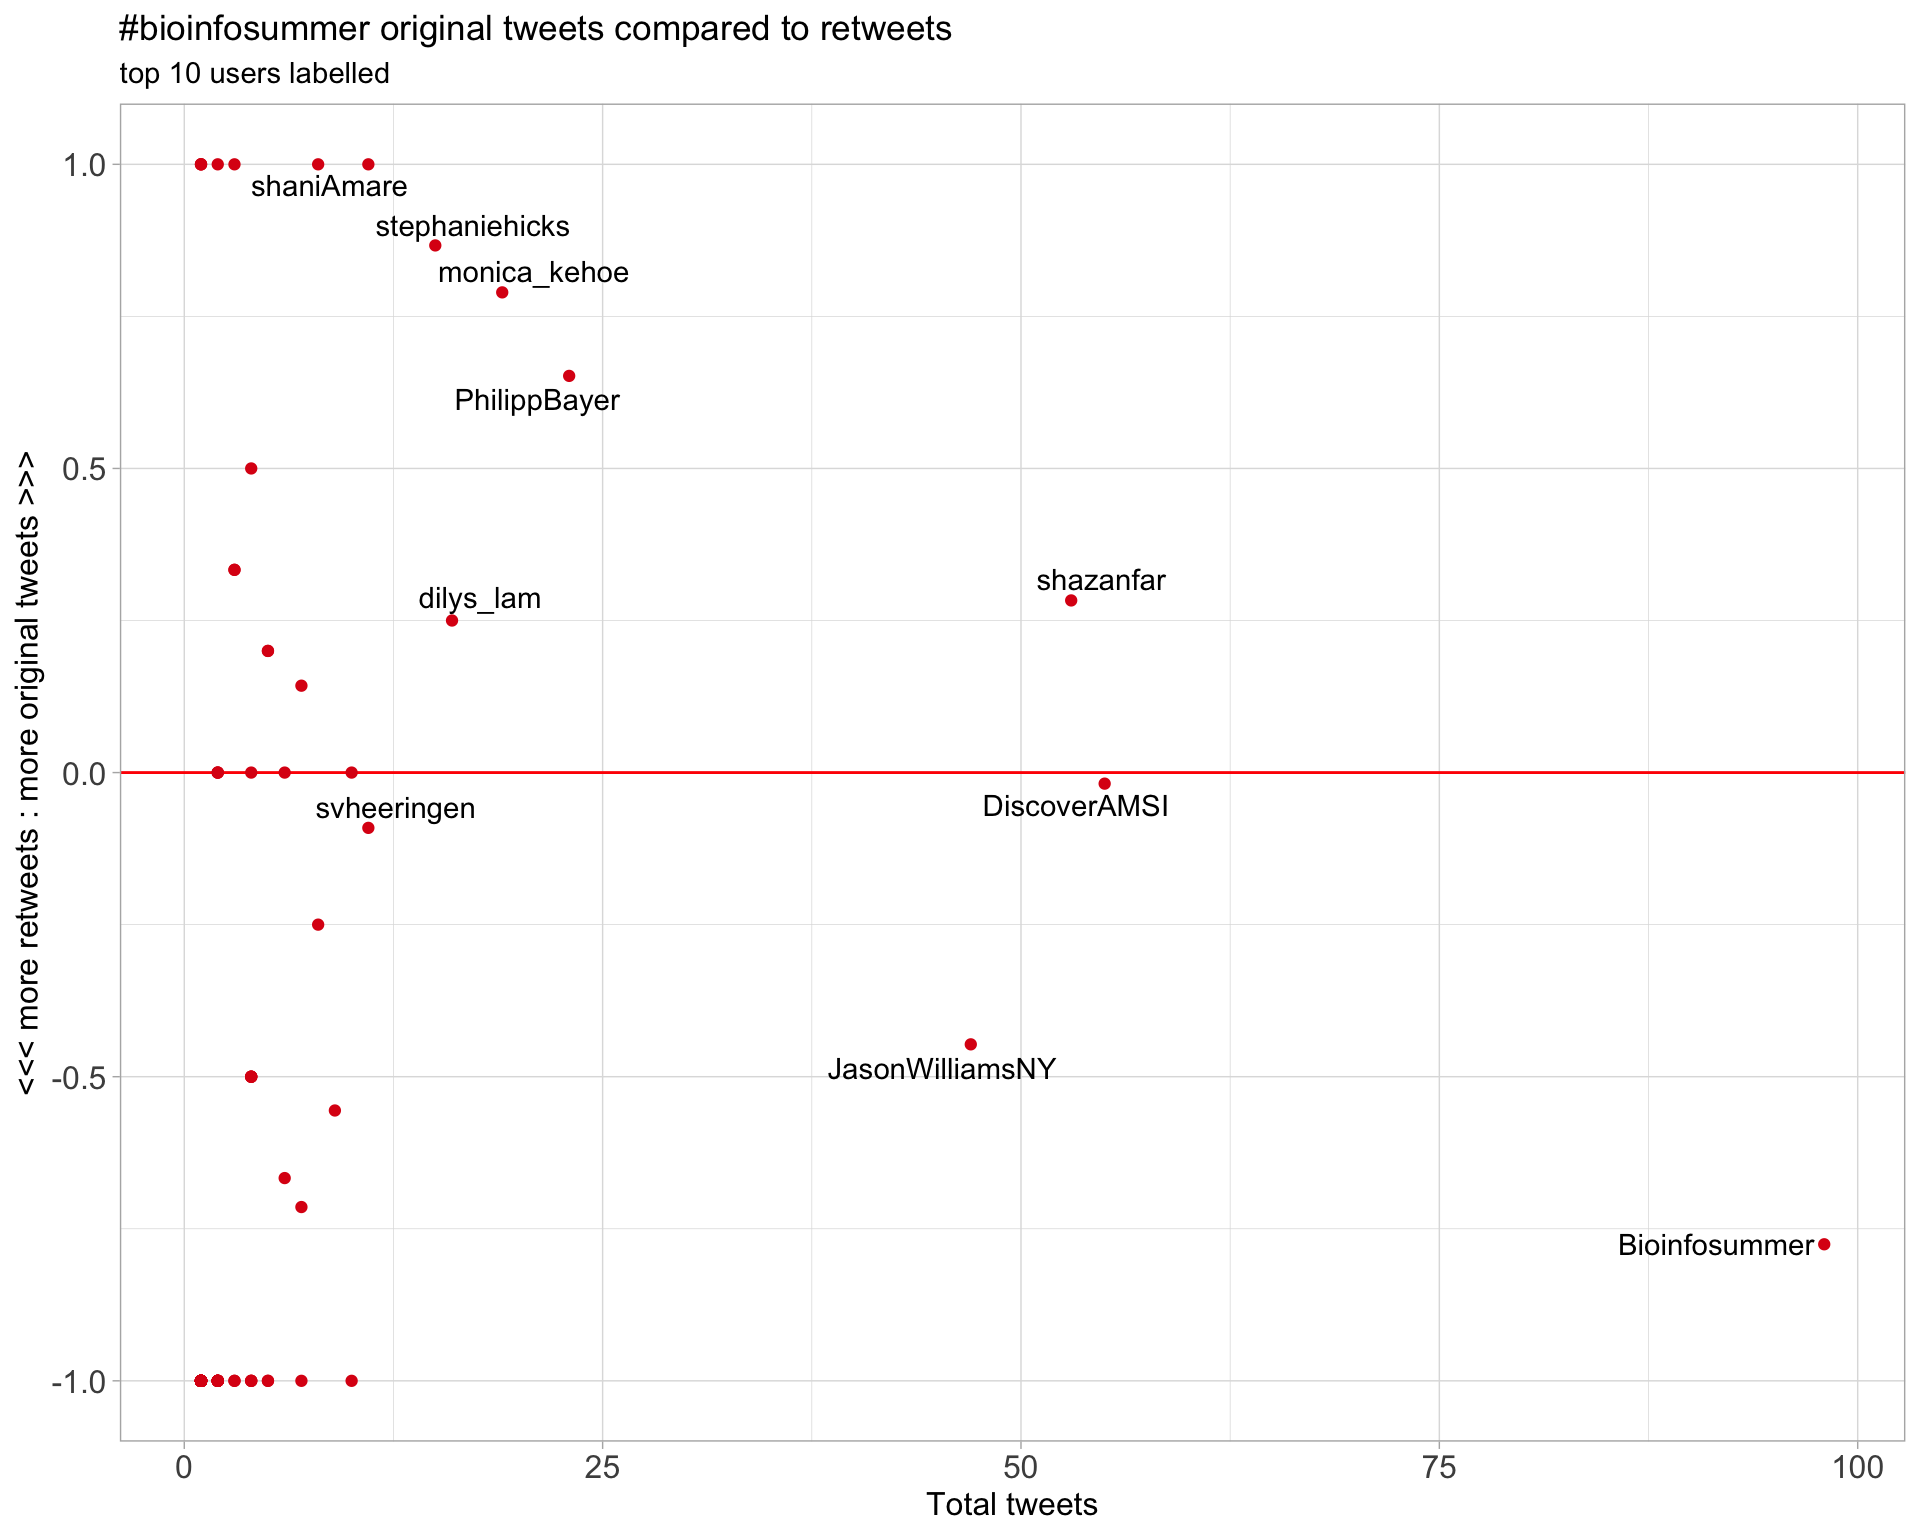 #bioinfosummer original tweets compared to retweets
top 10 users labelled
<<< more retweets : more original tweets >>>
1.0
0.5
0.0
-0.5
-1.0
shaniAmare
stephaniehicks
monica_kehoe
PhilippBayer
shazanfar
dilys_lam
DiscoverAMSI
svheeringen
JasonWilliamsNY
Bioinfosummer
0
25
50
75
100
Total tweets